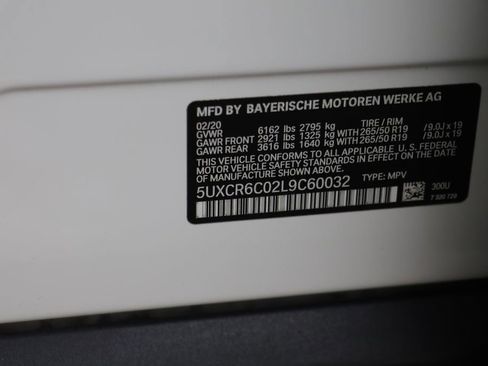 MFD BY BAYERISCHE MOTOREN WERKE AG
02/20 TIRE / RIM
GVWR 6162 lbs 2795 kg
GAWR FRONT 2921 lbs 1325 kg WITH 265/50 R19 /9.0J x 19
GAWR REAR 3616 lbs 1640 kg WITH 265/50 R19 /9.0J x 19
THIS VEHICLE CONFORMS TO ALL APPLICABLE U.S. FEDERAL
MOTOR VEHICLE SAFETY STANDARDS IN EFFECT ON THE DATE
OF MANUFACTURE SHOWN ABOVE.
5UXCR6C02L9C60032 TYPE: MPV 300U